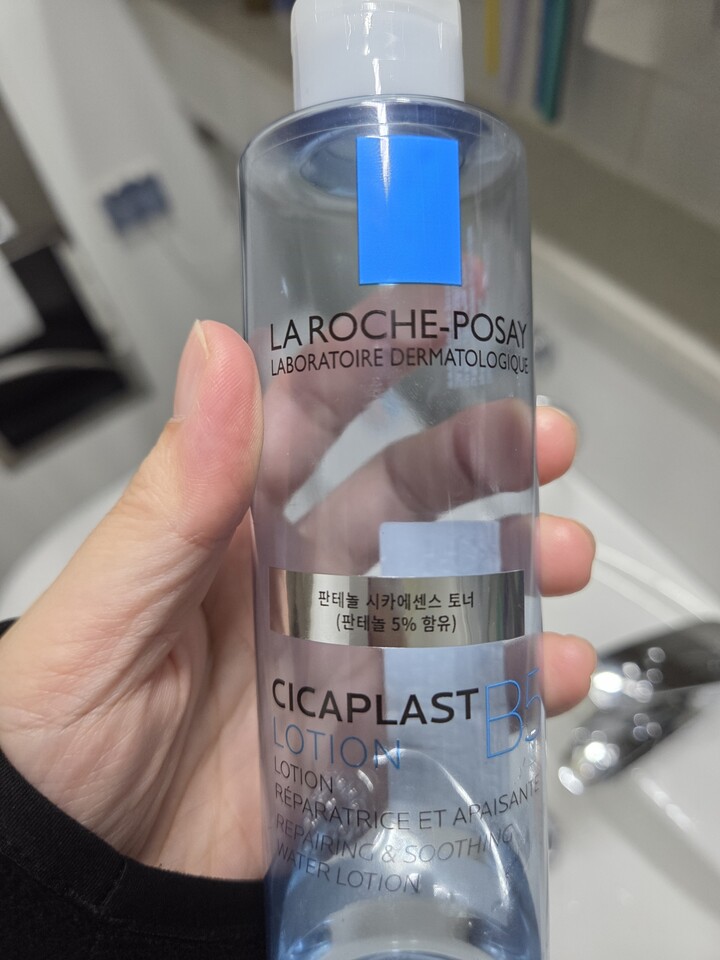 LA ROCHE-POSAY
LABORATOIRE DERMATOLOGIQUE
판테놀 시카에센스 토너
(판테놀 5% 함유)
CICAPLAST B5
LOTION
LOTION
RÉPARATRICE ET APAISANTE
REPAIRING & SOOTHING
WATER LOTION